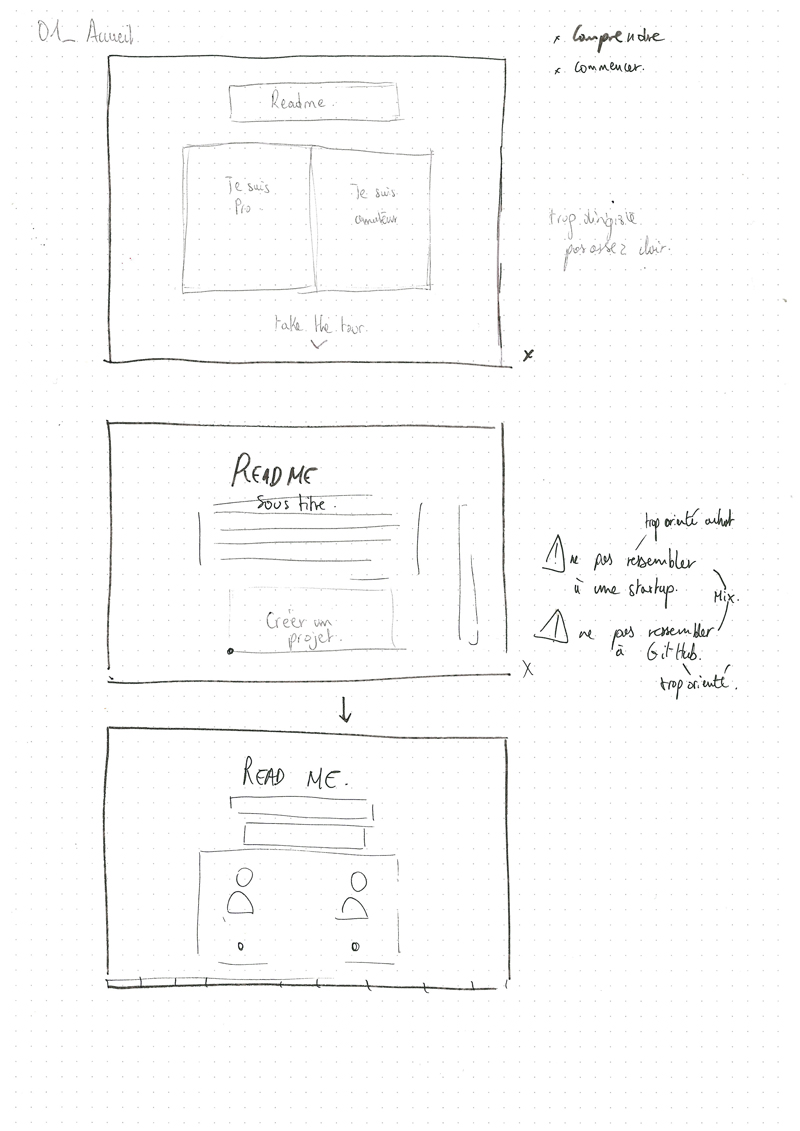 01_ Accueil
x Comprendre
x commencer.
Readme.
Je suis
Pro.
Je suis
amateur
trop dirigiste
pas assez clair.
take the tour.
x
READ ME
Sous titre.
Créer un
projet.
trop orienté achat
! ne pas ressembler
à une startup.
Mix.
! ne pas ressembler
à GitHub.
trop orienté.
X
READ ME.